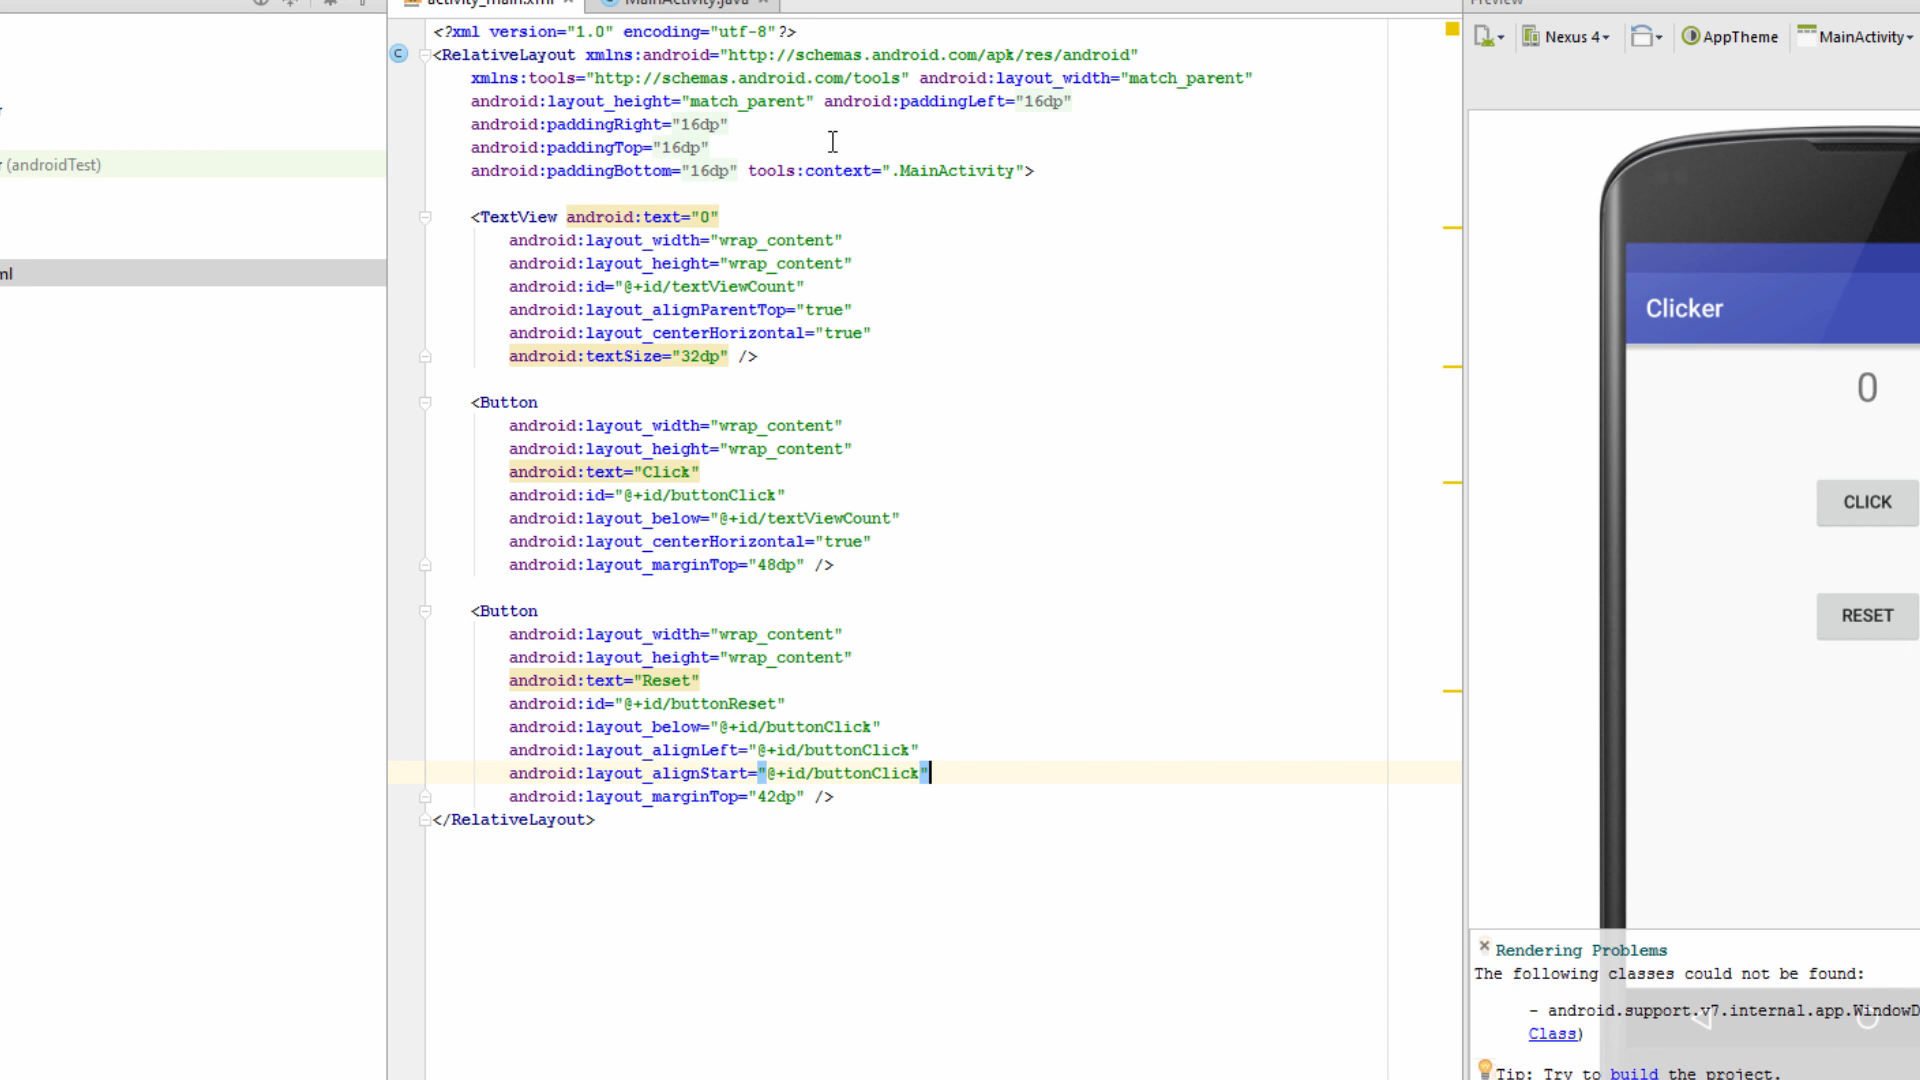 activity_main.xml
MainActivity.java
Preview
(androidTest)
ml
<?xml version="1.0" encoding="utf-8"?>
<RelativeLayout xmlns:android="http://schemas.android.com/apk/res/android"
xmlns:tools="http://schemas.android.com/tools" android:layout_width="match_parent"
android:layout_height="match_parent" android:paddingLeft="16dp"
android:paddingRight="16dp"
android:paddingTop="16dp"
android:paddingBottom="16dp" tools:context=".MainActivity">
<TextView android:text="0"
android:layout_width="wrap_content"
android:layout_height="wrap_content"
android:id="@+id/textViewCount"
android:layout_alignParentTop="true"
android:layout_centerHorizontal="true"
android:textSize="32dp" />
<Button
android:layout_width="wrap_content"
android:layout_height="wrap_content"
android:text="Click"
android:id="@+id/buttonClick"
android:layout_below="@+id/textViewCount"
android:layout_centerHorizontal="true"
android:layout_marginTop="48dp" />
<Button
android:layout_width="wrap_content"
android:layout_height="wrap_content"
android:text="Reset"
android:id="@+id/buttonReset"
android:layout_below="@+id/buttonClick"
android:layout_alignLeft="@+id/buttonClick"
android:layout_alignStart="@+id/buttonClick"
android:layout_marginTop="42dp" />
</RelativeLayout>
C
Nexus 4
AppTheme
MainActivity
Clicker
0
CLICK
RESET
Rendering Problems
The following classes could not be found:
- android.support.v7.internal.app.WindowD
Class)
Tip: Try to build the project.